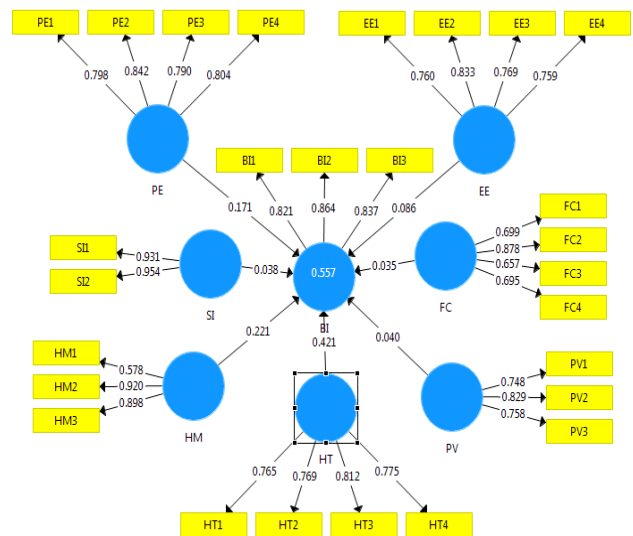 PE1 PE2 PE3 PE4
EE1 EE2 EE3 EE4
0.798 0.842 0.790 0.804
0.760 0.833 0.769 0.759
PE
EE
BI1 BI2 BI3
0.171 0.821 0.864 0.837 0.086
SI1
SI2
0.931
0.954
SI
0.038
0.557
BI
0.035
FC
0.699
0.878
0.657
0.695
FC1
FC2
FC3
FC4
HM1
HM2
HM3
0.578
0.920
0.898
HM
0.221
0.421
HT
0.040
PV
0.748
0.829
0.758
PV1
PV2
PV3
0.765 0.769 0.812 0.775
HT1 HT2 HT3 HT4